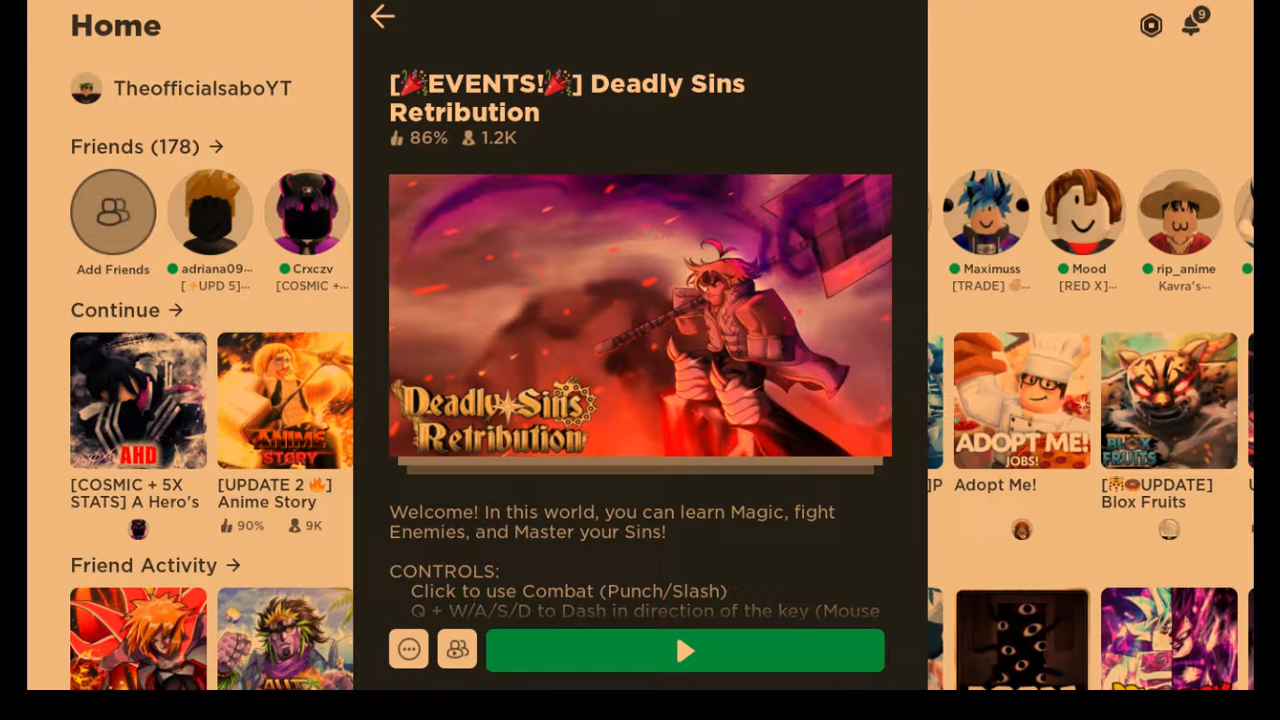 Home
TheofficialsaboYT
Friends (178) →
Add Friends
adriana09...
[ UPD 5]...
Crxczv
[COSMIC +...
Continue →
AHD
ANIME
STORY
[COSMIC + 5X
STATS] A Hero's
[UPDATE 2 🔥]
Anime Story
90% 9K
Friend Activity →
[🎉EVENTS!🎉] Deadly Sins
Retribution
86% 1.2K
Deadly Sins
Retribution
Welcome! In this world, you can learn Magic, fight
Enemies, and Master your Sins!
CONTROLS:
Click to use Combat (Punch/Slash)
Q + W/A/S/D to Dash in direction of the key (Mouse
9
Maximuss
[TRADE] ...
Mood
[RED X]...
rip_anime
Kavra's...
ADOPT ME!
JOBS!
BLOX
FRUITS
]P
Adopt Me!
[🐆🍩UPDATE]
Blox Fruits